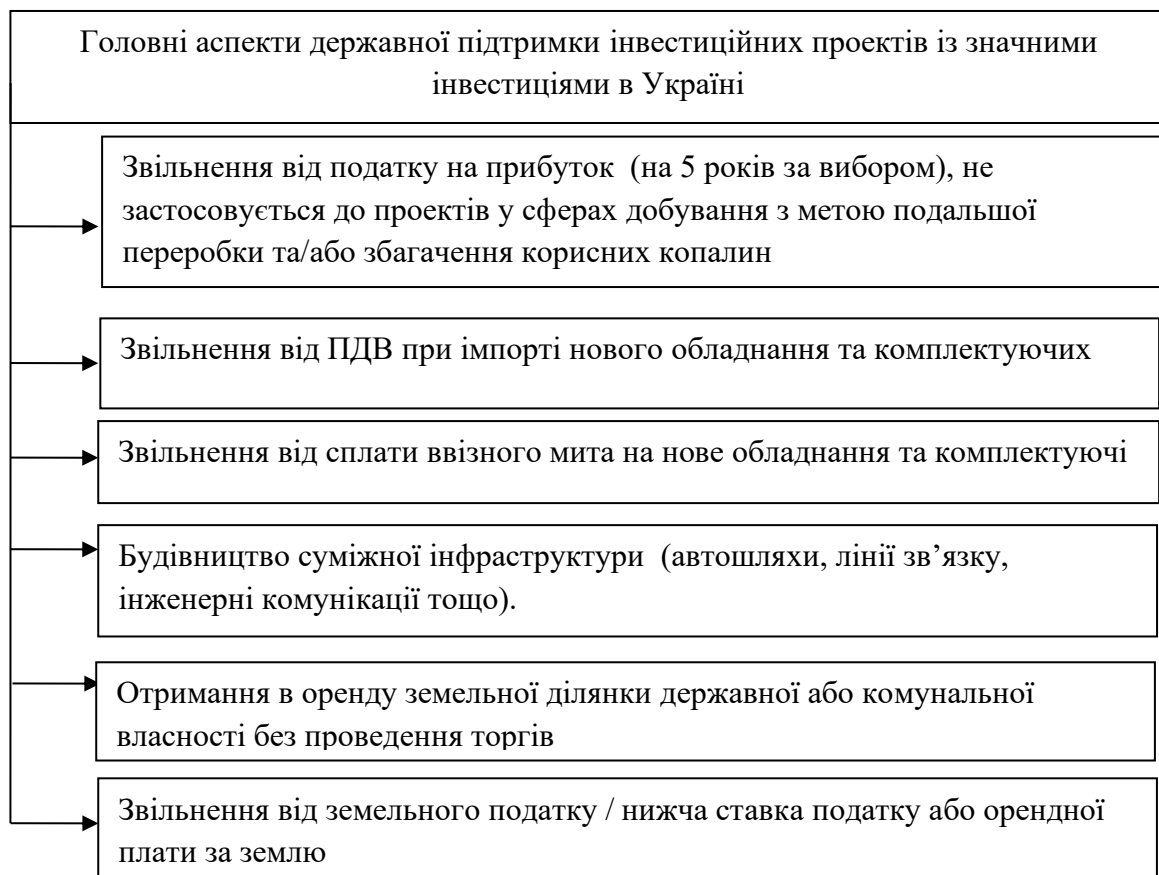 Головні аспекти державної підтримки інвестиційних проектів із значними
інвестиціями в Україні
Звільнення від податку на прибуток (на 5 років за вибором), не
застосовується до проектів у сферах добування з метою подальшої
переробки та/або збагачення корисних копалин
Звільнення від ПДВ при імпорті нового обладнання та комплектуючих
Звільнення від сплати ввізного мита на нове обладнання та комплектуючі
Будівництво суміжної інфраструктури (автошляхи, лінії зв’язку,
інженерні комунікації тощо).
Отримання в оренду земельної ділянки державної або комунальної
власності без проведення торгів
Звільнення від земельного податку / нижча ставка податку або орендної
плати за землю